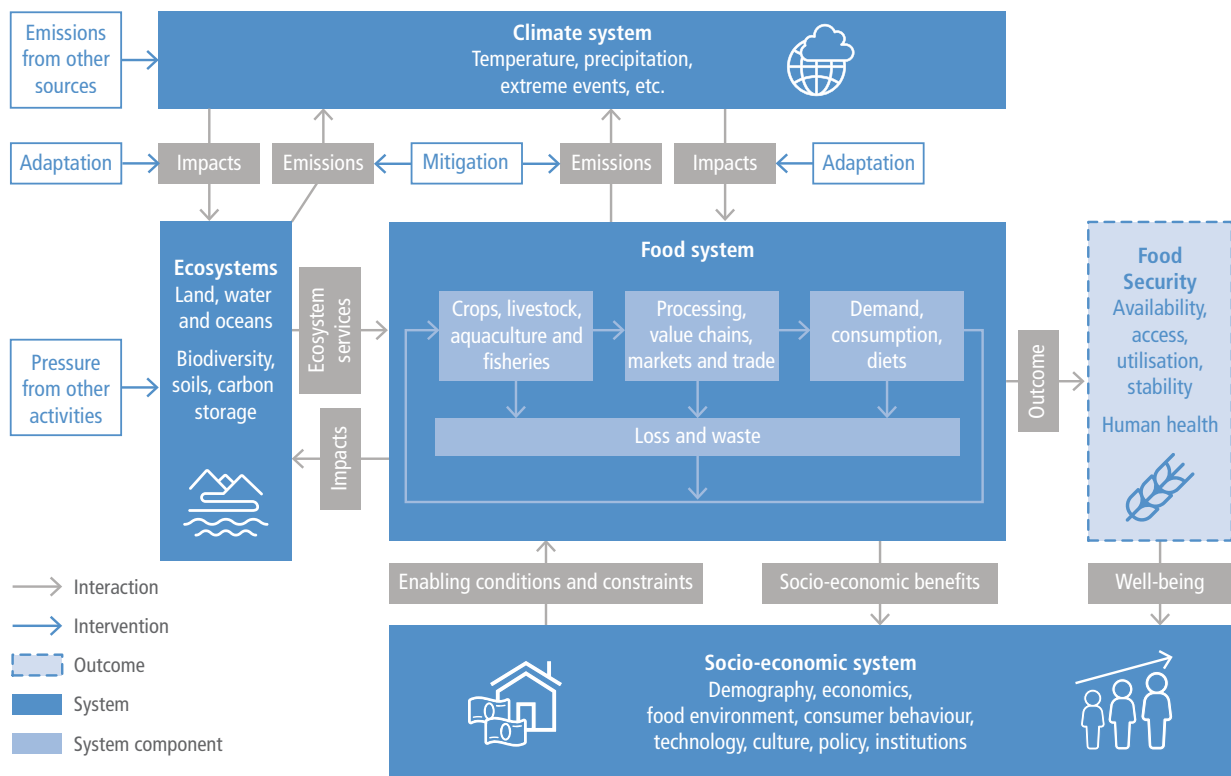 Emissions
from other
sources
Climate system
Temperature, precipitation,
extreme events, etc.
Adaptation
Impacts
Emissions
Mitigation
Emissions
Impacts
Adaptation
Ecosystems
Land, water
and oceans
Biodiversity,
soils, carbon
storage
Pressure
from other
activities
Ecosystem
services
Impacts
Food system
Crops, livestock,
aquaculture and
fisheries
Processing,
value chains,
markets and trade
Demand,
consumption,
diets
Loss and waste
Outcome
Food
Security
Availability,
access,
utilisation,
stability
Human health
Enabling conditions and constraints
Socio-economic benefits
Well-being
Interaction
Intervention
Outcome
System
System component
Socio-economic system
Demography, economics,
food environment, consumer behaviour,
technology, culture, policy, institutions